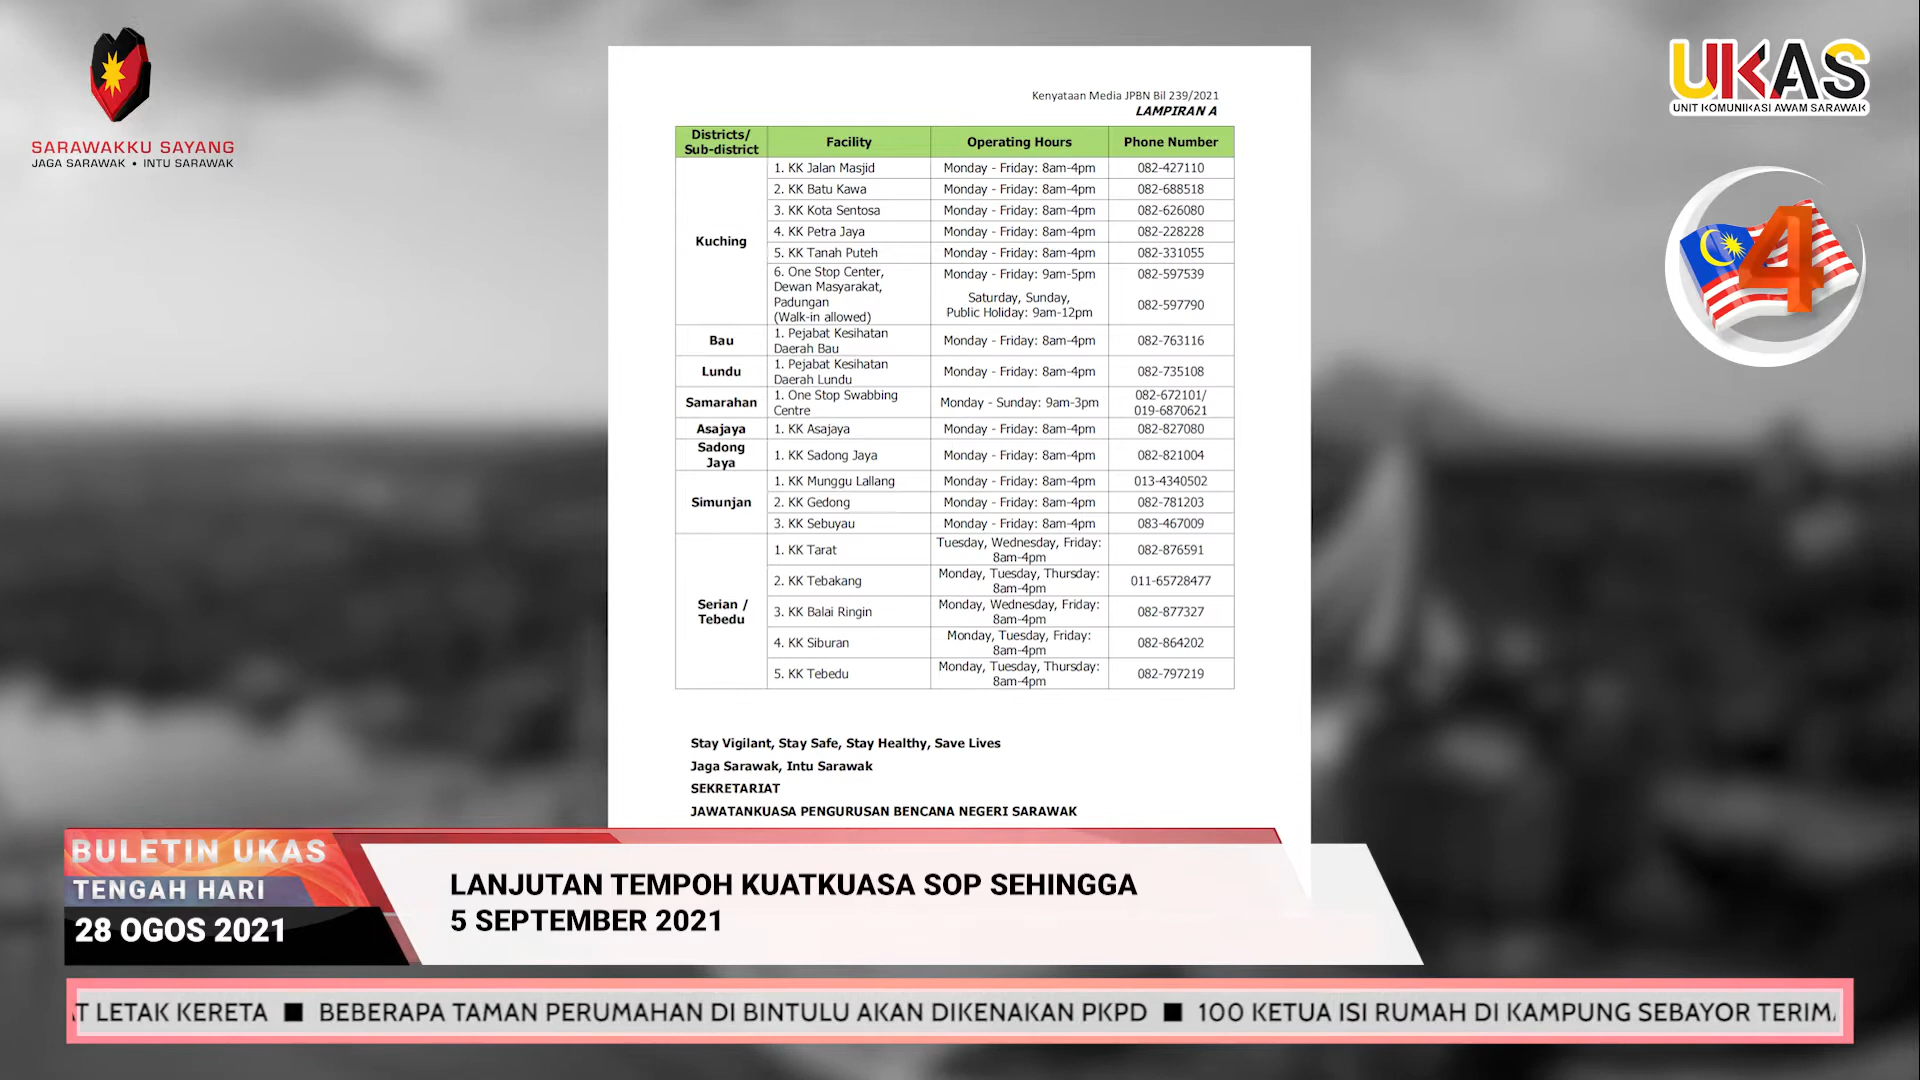 SARAWAKKU SAYANG
JAGA SARAWAK • INTU SARAWAK
UKAS
UNIT KOMUNIKASI AWAM SARAWAK
4
Kenyataan Media JPBN Bil 239/2021
LAMPIRAN A
Districts/ Sub-district Facility Operating Hours Phone Number
Kuching
1. KK Jalan Masjid Monday - Friday: 8am-4pm 082-427110
2. KK Batu Kawa Monday - Friday: 8am-4pm 082-688518
3. KK Kota Sentosa Monday - Friday: 8am-4pm 082-626080
4. KK Petra Jaya Monday - Friday: 8am-4pm 082-228228
5. KK Tanah Puteh Monday - Friday: 8am-4pm 082-331055
6. One Stop Center, Monday - Friday: 9am-5pm 082-597539
Dewan Masyarakat,
Padungan
(Walk-in allowed)
Saturday, Sunday,
Public Holiday: 9am-12pm 082-597790
Bau
1. Pejabat Kesihatan
Daerah Bau
Monday - Friday: 8am-4pm 082-763116
Lundu
1. Pejabat Kesihatan
Daerah Lundu
Monday - Friday: 8am-4pm 082-735108
Samarahan
1. One Stop Swabbing
Centre
Monday - Sunday: 9am-3pm
082-672101/
019-6870621
Asajaya 1. KK Asajaya Monday - Friday: 8am-4pm 082-827080
Sadong
Jaya
1. KK Sadong Jaya Monday - Friday: 8am-4pm 082-821004
Simunjan
1. KK Munggu Lallang Monday - Friday: 8am-4pm 013-4340502
2. KK Gedong Monday - Friday: 8am-4pm 082-781203
3. KK Sebuyau Monday - Friday: 8am-4pm 083-467009
Serian /
Tebedu
1. KK Tarat
Tuesday, Wednesday, Friday:
8am-4pm
082-876591
2. KK Tebakang
Monday, Tuesday, Thursday:
8am-4pm
011-65728477
3. KK Balai Ringin
Monday, Wednesday, Friday:
8am-4pm
082-877327
4. KK Siburan
Monday, Tuesday, Friday:
8am-4pm
082-864202
5. KK Tebedu
Monday, Tuesday, Thursday:
8am-4pm
082-797219
Stay Vigilant, Stay Safe, Stay Healthy, Save Lives
Jaga Sarawak, Intu Sarawak
SEKRETARIAT
JAWATANKUASA PENGURUSAN BENCANA NEGERI SARAWAK
BULETIN UKAS
TENGAH HARI
28 OGOS 2021
LANJUTAN TEMPOH KUATKUASA SOP SEHINGGA
5 SEPTEMBER 2021
T LETAK KERETA ■ BEBERAPA TAMAN PERUMAHAN DI BINTULU AKAN DIKENAKAN PKPD ■ 100 KETUA ISI RUMAH DI KAMPUNG SEBAYOR TERIMA